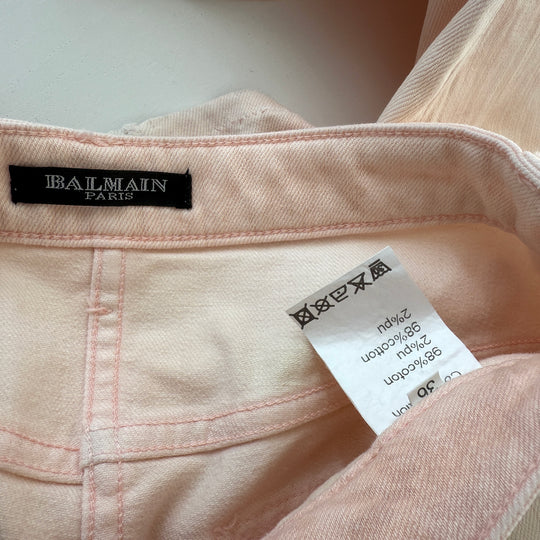 BALMAIN
PARIS
36
98%coton
2%pu
98%cotton
2%pu